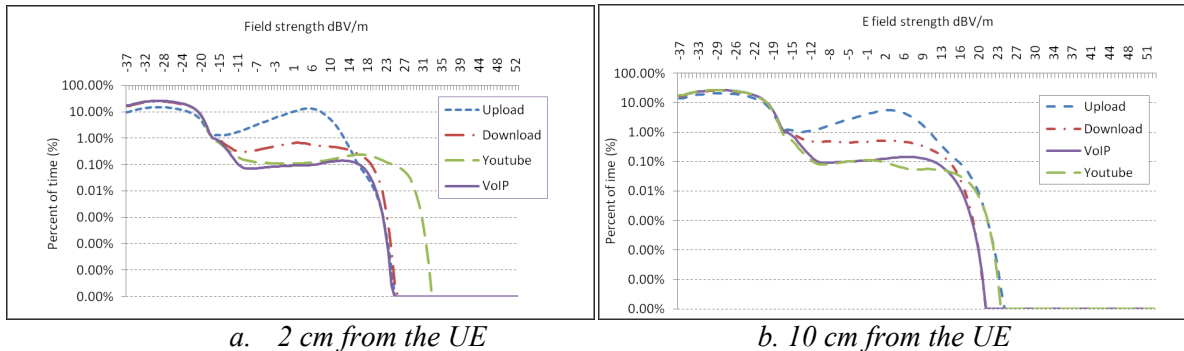 Field strength dBV/m
-37 -32 -28 -24 -20 -15 -11 -7 -3 1 6 10 14 18 23 27 31 35 39 44 48 52
100.00%
10.00%
1.00%
0.10%
0.01%
0.00%
0.00%
0.00%
0.00%
Percent of time (%)
Upload
Download
Youtube
VoIP
a. 2 cm from the UE
E field strength dBV/m
-37 -33 -29 -26 -22 -19 -15 -12 -8 -5 -1 2 6 9 13 16 20 23 27 30 34 37 41 44 48 51
100.00%
10.00%
1.00%
0.10%
0.01%
0.00%
0.00%
0.00%
0.00%
Percent of ime (%)
Upload
Download
VoIP
Youtube
b. 10 cm from the UE